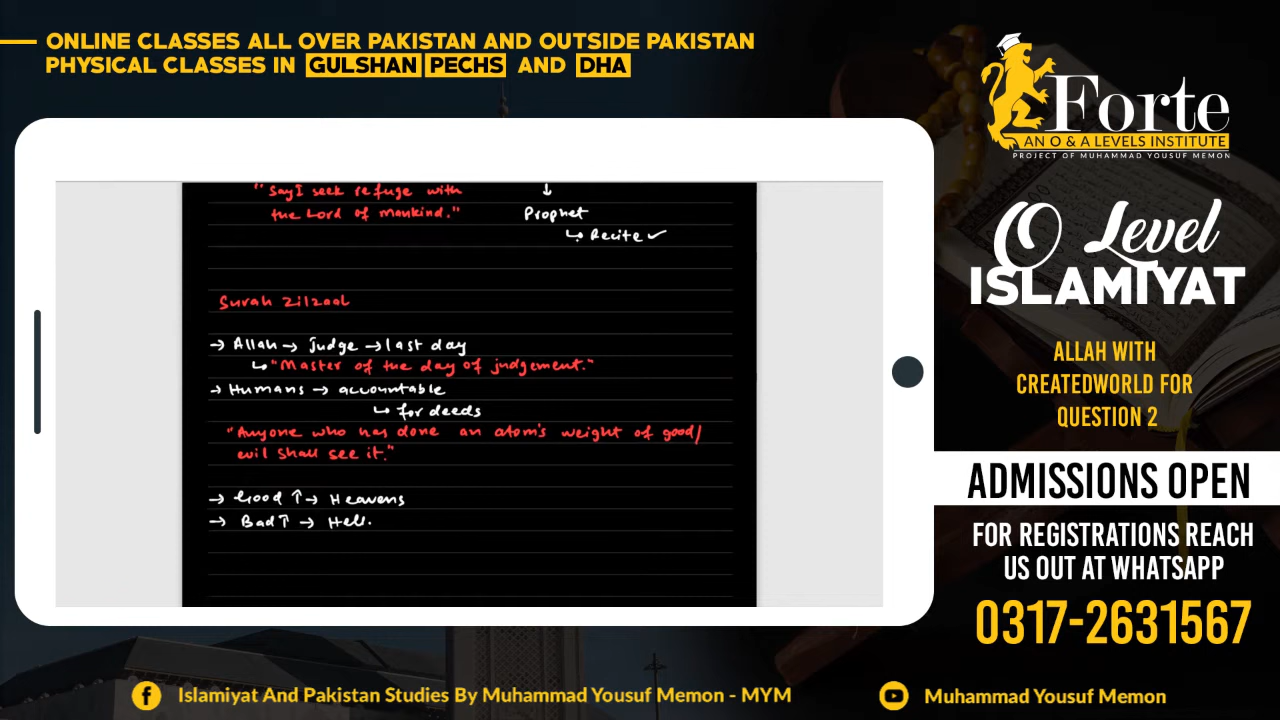 ONLINE CLASSES ALL OVER PAKISTAN AND OUTSIDE PAKISTAN
PHYSICAL CLASSES IN GULSHAN PECHS AND DHA
Forte
AN O & A LEVELS INSTITUTE
PROJECT OF MUHAMMAD YOUSUF MEMON
"Say I seek refuge with
the Lord of mankind."
↓
Prophet
↳ Recite ✓
Surah Zilzaal
→ Allah → Judge → last day
↳ "Master of the day of judgement."
→ Humans → accountable
↳ for deeds
"Anyone who has done an atom's weight of good/
evil shall see it."
→ Good ↑ → Heavens
→ Bad ↑ → Hell.
O Level
ISLAMIYAT
ALLAH WITH
CREATEDWORLD FOR
QUESTION 2
ADMISSIONS OPEN
FOR REGISTRATIONS REACH
US OUT AT WHATSAPP
0317-2631567
Islamiyat And Pakistan Studies By Muhammad Yousuf Memon - MYM
Muhammad Yousuf Memon